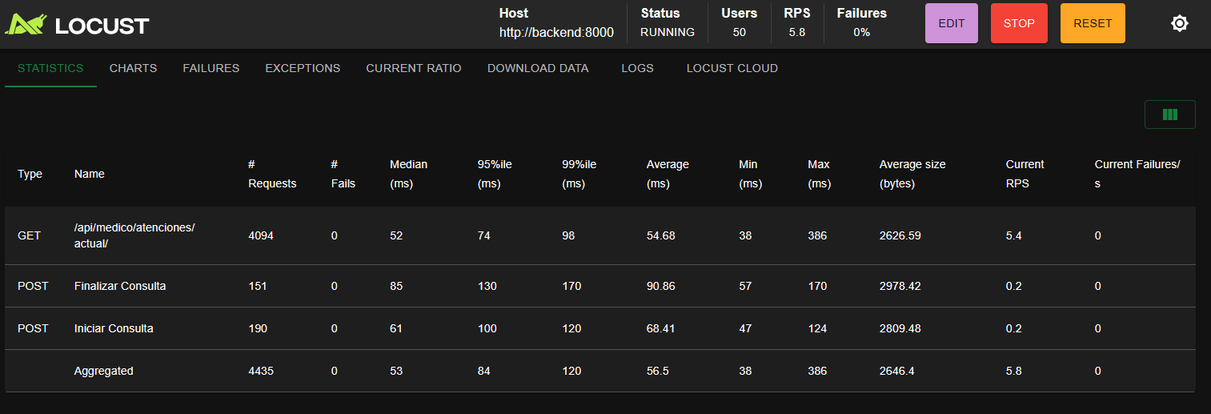 LOCUST
Host
http://backend:8000
Status
RUNNING
Users
50
RPS
5.8
Failures
0%
EDIT
STOP
RESET
STATISTICS CHARTS FAILURES EXCEPTIONS CURRENT RATIO DOWNLOAD DATA LOGS LOCUST CLOUD
Type
Name
#
Requests
#
Fails
Median
(ms)
95%ile
(ms)
99%ile
(ms)
Average
(ms)
Min
(ms)
Max
(ms)
Average size
(bytes)
Current
RPS
Current Failures/
s
GET /api/medico/atenciones/
actual/ 4094 0 52 74 98 54.68 38 386 2626.59 5.4 0
POST Finalizar Consulta 151 0 85 130 170 90.86 57 170 2978.42 0.2 0
POST Iniciar Consulta 190 0 61 100 120 68.41 47 124 2809.48 0.2 0
Aggregated 4435 0 53 84 120 56.5 38 386 2646.4 5.8 0